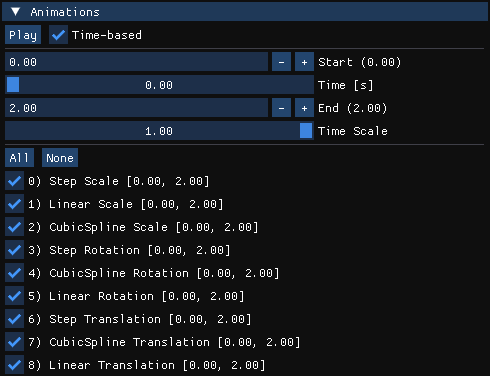 Animations
Play Time-based
0.00 - + Start (0.00)
0.00 Time [s]
2.00 - + End (2.00)
1.00 Time Scale
All None
0) Step Scale [0.00, 2.00]
1) Linear Scale [0.00, 2.00]
2) CubicSpline Scale [0.00, 2.00]
3) Step Rotation [0.00, 2.00]
4) CubicSpline Rotation [0.00, 2.00]
5) Linear Rotation [0.00, 2.00]
6) Step Translation [0.00, 2.00]
7) CubicSpline Translation [0.00, 2.00]
8) Linear Translation [0.00, 2.00]